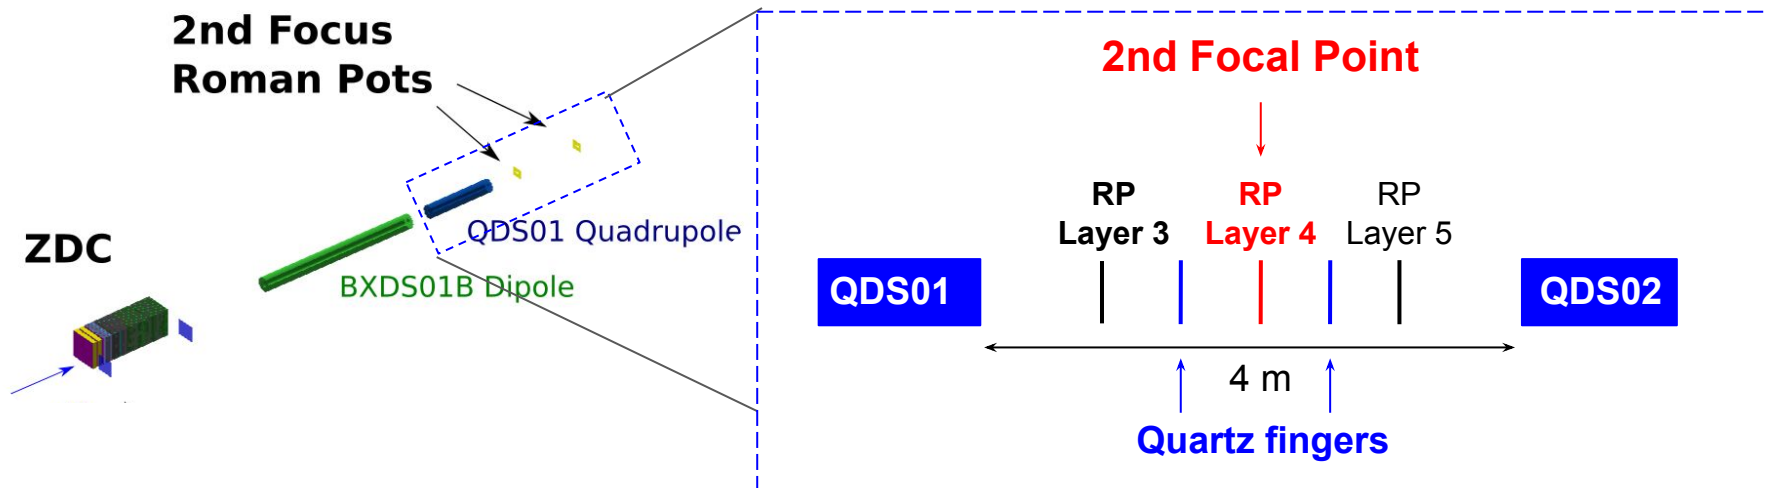 2nd Focus
Roman Pots
ZDC
QDS01 Quadrupole
BXDS01B Dipole
2nd Focal Point
RP
Layer 3
RP
Layer 4
RP
Layer 5
QDS01
QDS02
4 m
Quartz fingers